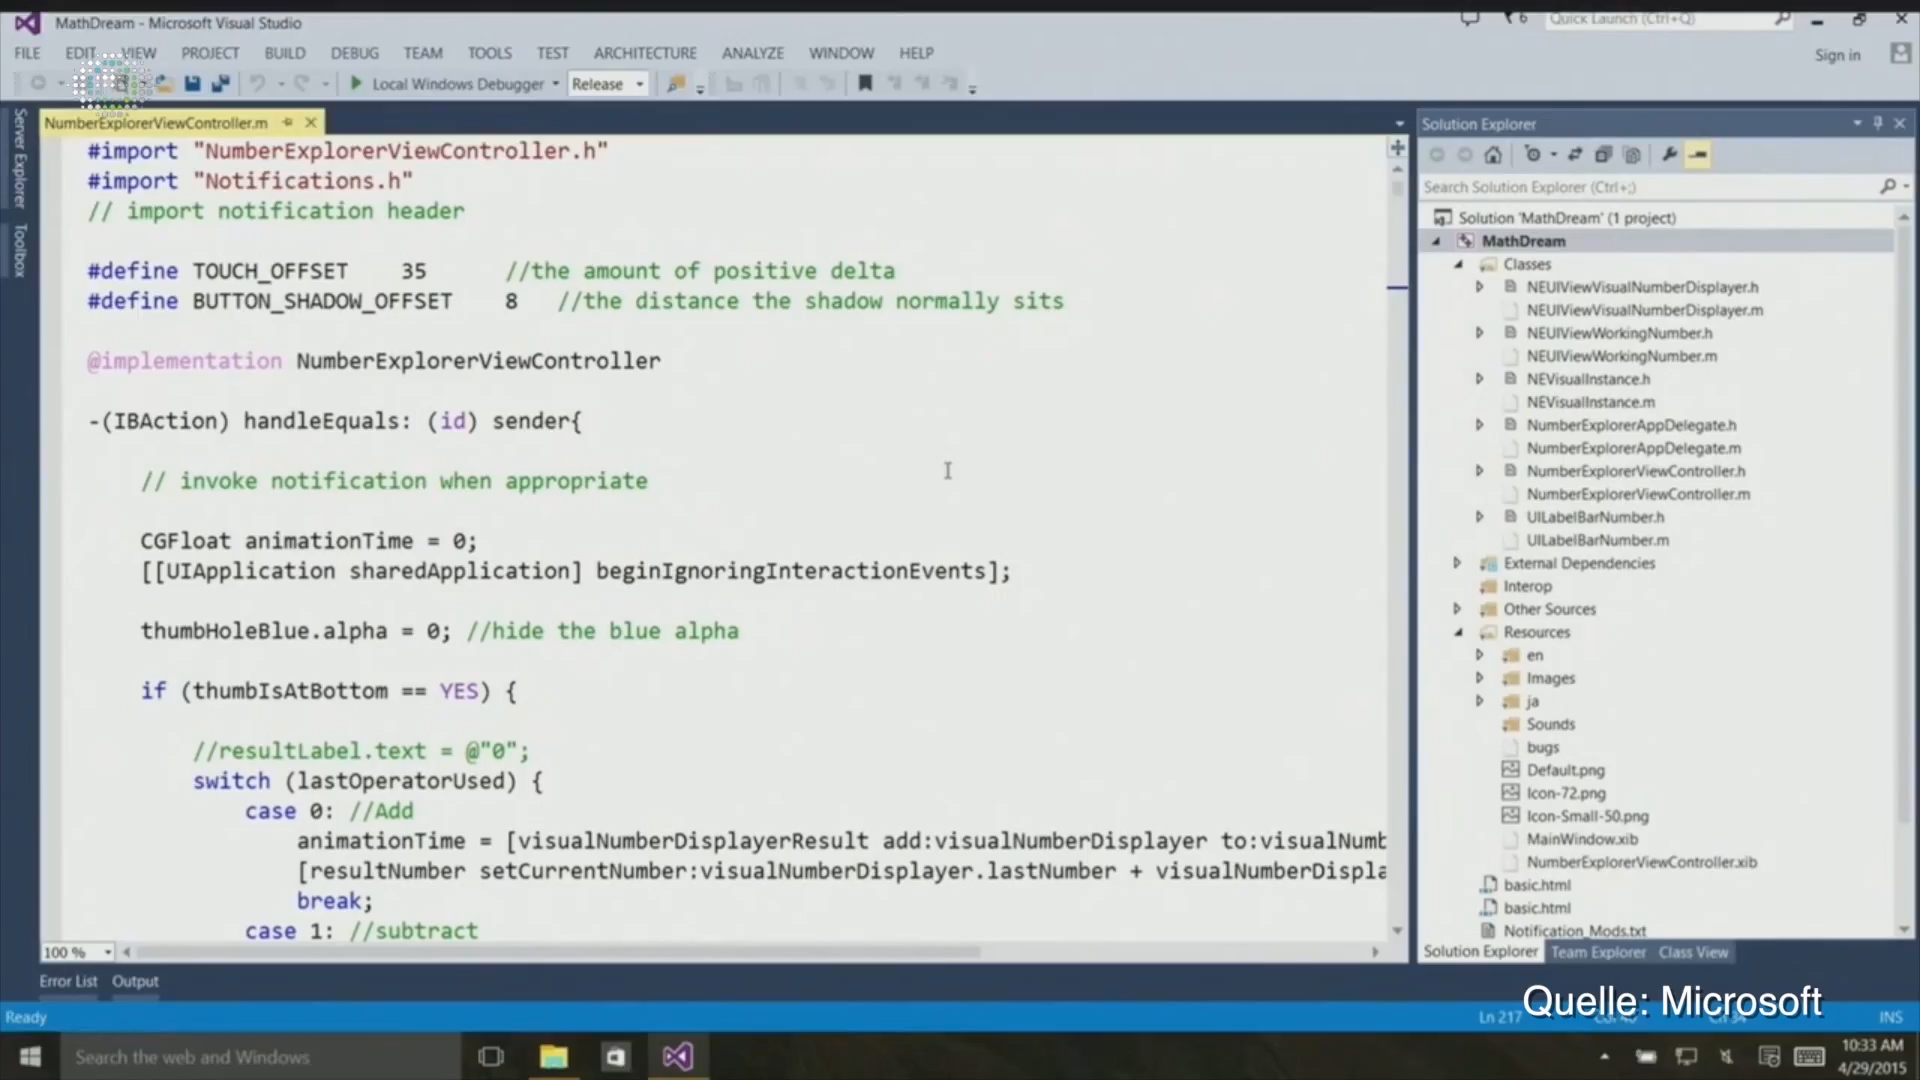 MathDream - Microsoft Visual Studio
6
Quick Launch (Ctrl+Q)
FILE EDIT VIEW PROJECT BUILD DEBUG TEAM TOOLS TEST ARCHITECTURE ANALYZE WINDOW HELP
Sign in
Local Windows Debugger
Release
Server Explorer
Toolbox
NumberExplorerViewController.m
#import "NumberExplorerViewController.h"
#import "Notifications.h"
// import notification header
#define TOUCH_OFFSET 35 //the amount of positive delta
#define BUTTON_SHADOW_OFFSET 8 //the distance the shadow normally sits
@implementation NumberExplorerViewController
-(IBAction) handleEquals: (id) sender{
// invoke notification when appropriate
CGFloat animationTime = 0;
[[UIApplication sharedApplication] beginIgnoringInteractionEvents];
thumbHoleBlue.alpha = 0; //hide the blue alpha
if (thumbIsAtBottom == YES) {
//resultLabel.text = @"0";
switch (lastOperatorUsed) {
case 0: //Add
animationTime = [visualNumberDisplayerResult add:visualNumberDisplayer to:visualNumb
[resultNumber setCurrentNumber:visualNumberDisplayer.lastNumber + visualNumberDispla
break;
case 1: //subtract
100 %
Solution Explorer
Search Solution Explorer (Ctrl+;)
Solution 'MathDream' (1 project)
MathDream
Classes
NEUIViewVisualNumberDisplayer.h
NEUIViewVisualNumberDisplayer.m
NEUIViewWorkingNumber.h
NEUIViewWorkingNumber.m
NEVisualInstance.h
NEVisualInstance.m
NumberExplorerAppDelegate.h
NumberExplorerAppDelegate.m
NumberExplorerViewController.h
NumberExplorerViewController.m
UILabelBarNumber.h
UILabelBarNumber.m
External Dependencies
Interop
Other Sources
Resources
en
Images
ja
Sounds
bugs
Default.png
Icon-72.png
Icon-Small-50.png
MainWindow.xib
NumberExplorerViewController.xib
basic.html
basic.html
Notification_Mods.txt
Solution Explorer Team Explorer Class View
Error List Output
Quelle: Microsoft
Ready
Ln 217
INS
Search the web and Windows
10:33 AM
4/29/2015